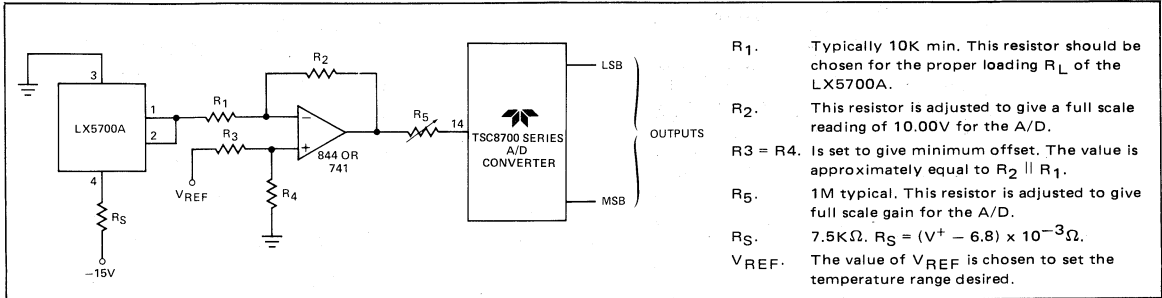 3
LX5700A
1
2
4
RS
−15V
R1
R3
VREF
R2
−
+
844 OR
741
R4
R5
14
TSC8700 SERIES
A/D
CONVERTER
LSB
OUTPUTS
MSB
R1. Typically 10K min. This resistor should be
chosen for the proper loading RL of the
LX5700A.
R2. This resistor is adjusted to give a full scale
reading of 10.00V for the A/D.
R3 = R4. Is set to give minimum offset. The value is
approximately equal to R2 || R1.
R5. 1M typical. This resistor is adjusted to give
full scale gain for the A/D.
RS. 7.5KΩ. RS = (V+ − 6.8) x 10−3Ω.
VREF. The value of VREF is chosen to set the
temperature range desired.